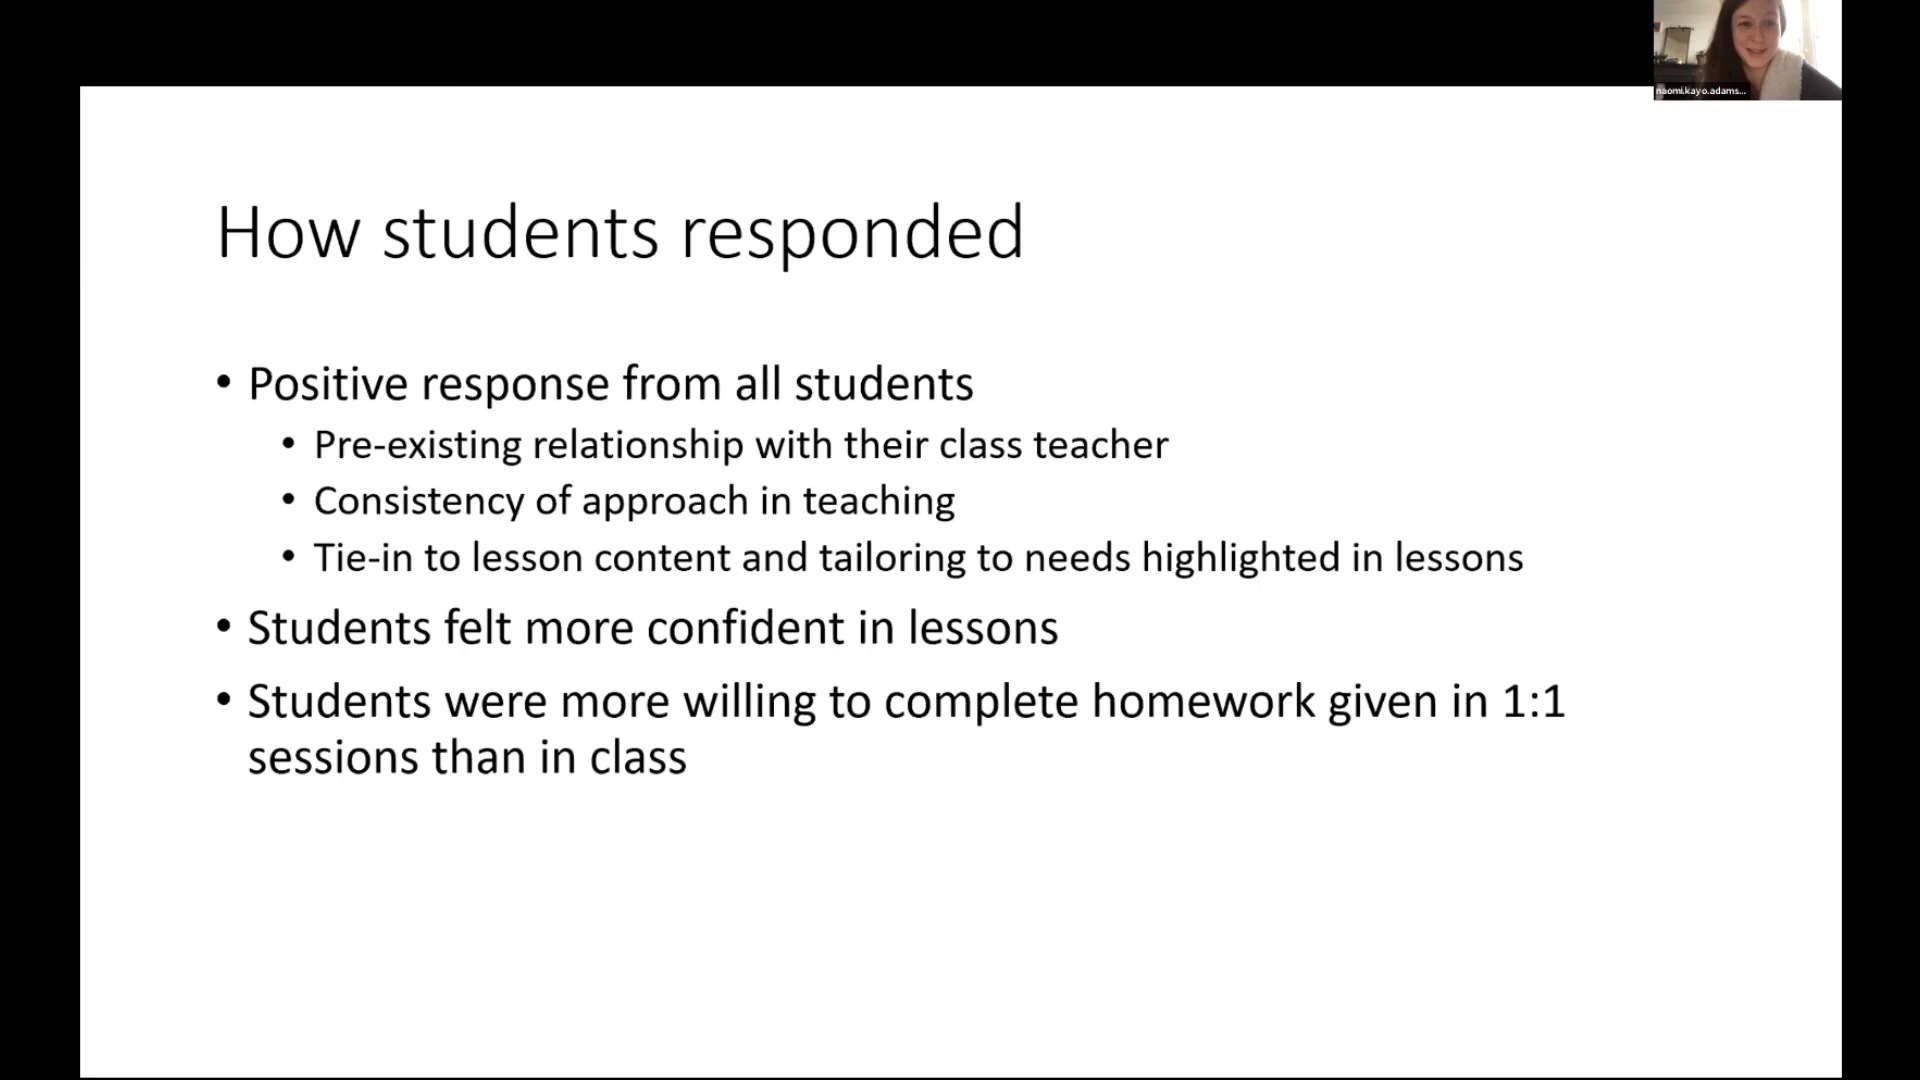 naomi.kayo.adams...
How students responded
• Positive response from all students
• Pre-existing relationship with their class teacher
• Consistency of approach in teaching
• Tie-in to lesson content and tailoring to needs highlighted in lessons
• Students felt more confident in lessons
• Students were more willing to complete homework given in 1:1
sessions than in class